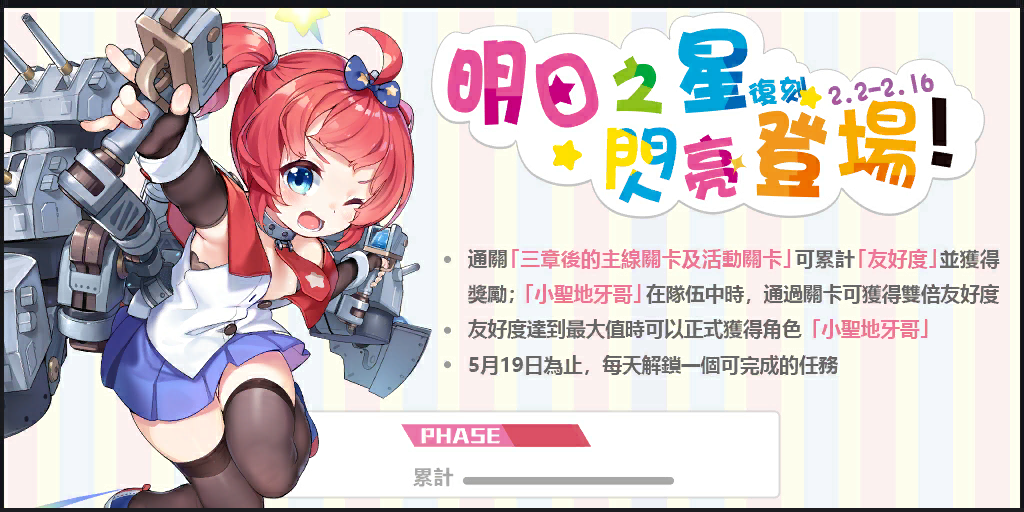 明日之星復刻 2.2-2.16
閃亮登場!
• 通關「三章後的主線關卡及活動關卡」可累計「友好度」並獲得
獎勵;「小聖地牙哥」在隊伍中時，通過關卡可獲得雙倍友好度
• 友好度達到最大值時可以正式獲得角色「小聖地牙哥」
• 5月19日為止，每天解鎖一個可完成的任務
PHASE
累計